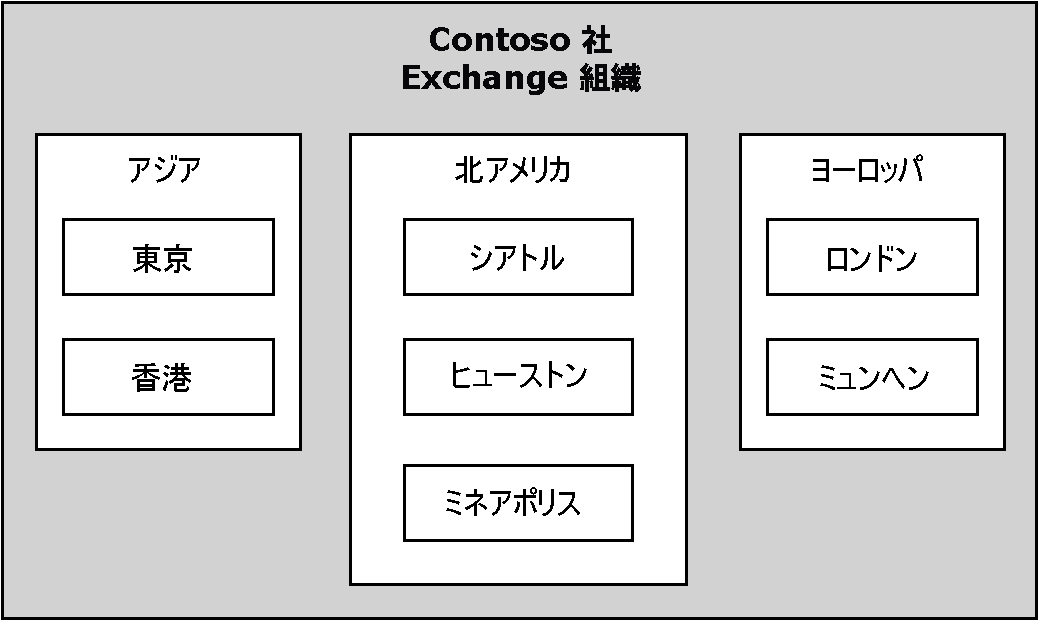 Contoso 社
Exchange 組織
アジア
東京
香港
北アメリカ
シアトル
ヒューストン
ミネアポリス
ヨーロッパ
ロンドン
ミュンヘン